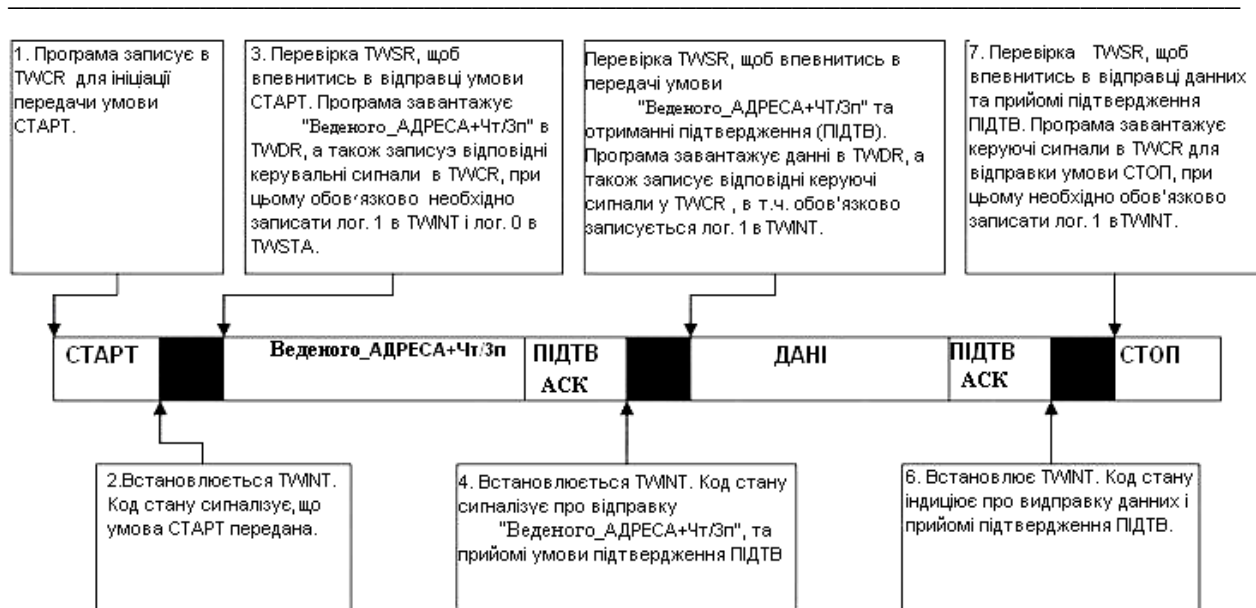 1. Програма записує в
TWCR для ініціації
передачи умови
СТАРТ.
3. Перевірка TWSR, щоб
впевнитись в відправці умови
СТАРТ. Програма завантажує
"Веденого_АДРЕСА+Чт/Зп" в
TWDR, а також записуэ відповідні
керувальні сигнали в TWCR, при
цьому обов'язково необхідно
записати лог. 1 в TWINT і лог. 0 в
TWSTA.
Перевірка TWSR, щоб впевнитись в
передачі умови
"Веденого_АДРЕСА+ЧТ/Зп" та
отриманні підтвердження (ПІДТВ).
Програма завантажує данні в TWDR, а
також записує відповідні керуючі
сигнали у TWCR , в т.ч. обов'язково
записується лог. 1 в TWINT.
7. Перевірка TWSR, щоб
впевнитись в відправці данних
та прийомі підтвердження
ПІДТВ. Програма завантажує
керуючі сигнали в TWCR для
відправки умови СТОП, при
цьому необхідно обов'язково
записати лог. 1 в TWINT.
СТАРТ
Веденого_АДРЕСА+Чт/Зп
ПІДТВ
АСК
ДАНІ
ПІДТВ
АСК
СТОП
2.Встановлюється TWINT.
Код стану сигналізує, що
умова СТАРТ передана.
4. Встановлюється TWINT. Код стану
сигналізує про відправку
"Веденого_АДРЕСА+Чт/Зп", та
прийомі умови підтвердження ПІДТВ
6. Встановлює TWINT. Код стану
індиціює про видправку данних і
прийомі підтвердження ПІДТВ.